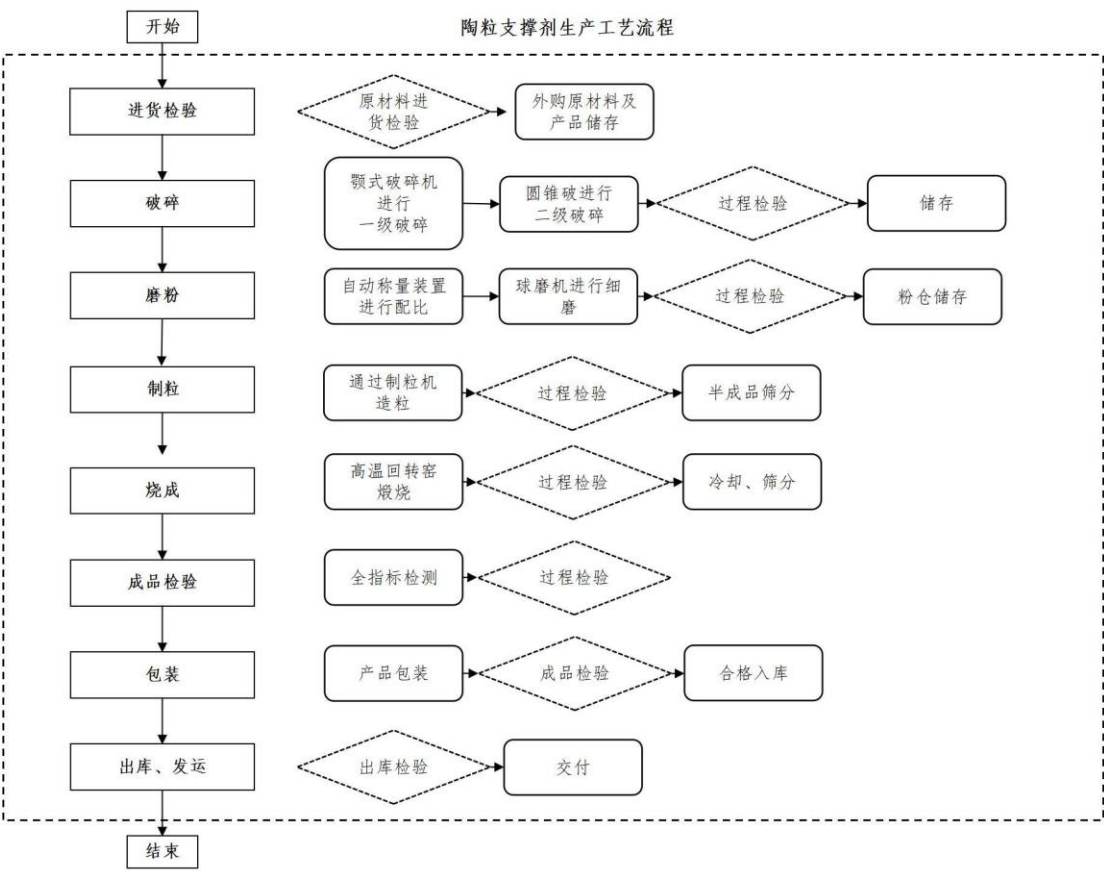 开始
陶粒支撑剂生产工艺流程
进货检验
原材料进
货检验
外购原材料及
产品储存
破碎
颚式破碎机
进行
一级破碎
圆锥破进行
二级破碎
过程检验
储存
磨粉
自动称量装置
进行配比
球磨机进行细
磨
过程检验
粉仓储存
制粒
通过制粒机
造粒
过程检验
半成品筛分
烧成
高温回转窑
煅烧
过程检验
冷却、筛分
成品检验
全指标检测
过程检验
包装
产品包装
成品检验
合格入库
出库、发运
出库检验
交付
结束